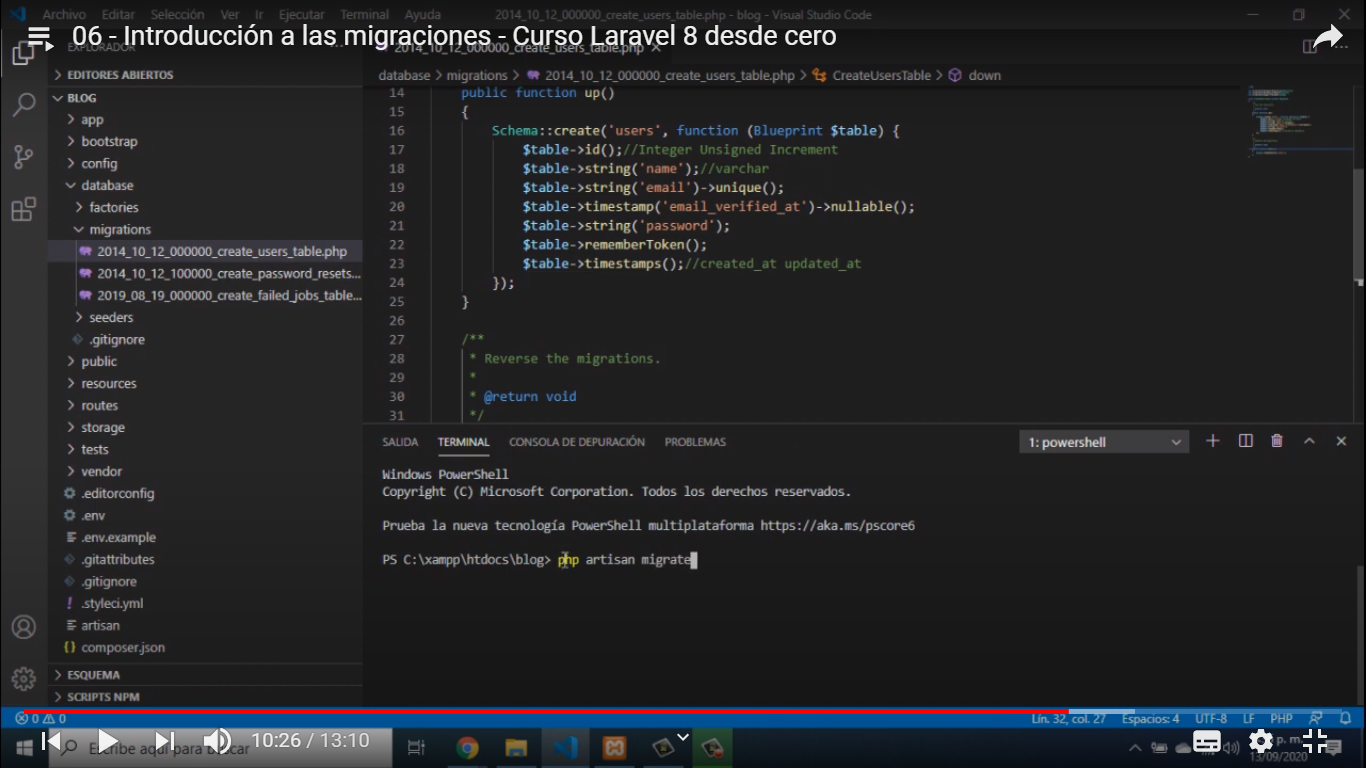 Archivo Editar Selección Ver Ir Ejecutar Terminal Ayuda 2014_10_12_000000_create_users_table.php - blog - Visual Studio Code
06 - Introducción a las migraciones - Curso Laravel 8 desde cero
EXPLORADOR
2014_10_12_000000_create_users_table.php
EDITORES ABIERTOS
BLOG
app
bootstrap
config
database
factories
migrations
2014_10_12_000000_create_users_table.php
2014_10_12_100000_create_password_resets...
2019_08_19_000000_create_failed_jobs_table...
seeders
.gitignore
public
resources
routes
storage
tests
vendor
.editorconfig
.env
.env.example
.gitattributes
.gitignore
.styleci.yml
artisan
composer.json
ESQUEMA
SCRIPTS NPM
database > migrations > 2014_10_12_000000_create_users_table.php > CreateUsersTable > down
14 public function up()
15 {
16 Schema::create('users', function (Blueprint $table) {
17 $table->id();//Integer Unsigned Increment
18 $table->string('name');//varchar
19 $table->string('email')->unique();
20 $table->timestamp('email_verified_at')->nullable();
21 $table->string('password');
22 $table->rememberToken();
23 $table->timestamps();//created_at updated_at
24 });
25 }
26
27 /**
28 * Reverse the migrations.
29 *
30 * @return void
31 */
SALIDA TERMINAL CONSOLA DE DEPURACIÓN PROBLEMAS 1: powershell
Windows PowerShell
Copyright (C) Microsoft Corporation. Todos los derechos reservados.
Prueba la nueva tecnología PowerShell multiplataforma https://aka.ms/pscore6
PS C:\xampp\htdocs\blog> php artisan migrate
0 0 Lín. 32, col. 27 Espacios: 4 UTF-8 LF PHP
Escribe aquí para buscar
10:26 / 13:10
p. m.
13/09/2020